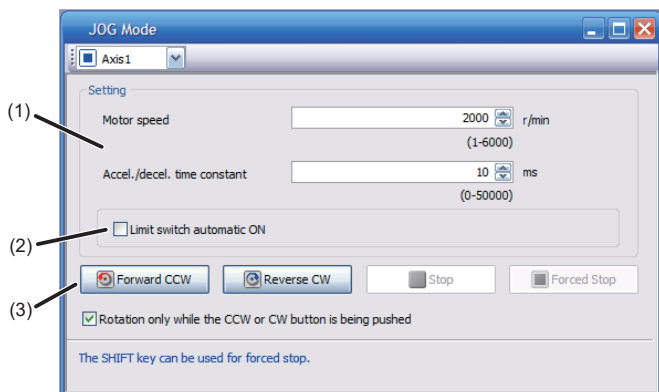 JOG Mode
Axis1
Setting
(1)
Motor speed 2000 r/min
(1-6000)
Accel./decel. time constant 10 ms
(0-50000)
(2)
Limit switch automatic ON
(3)
Forward CCW Reverse CW Stop Forced Stop
Rotation only while the CCW or CW button is being pushed
The SHIFT key can be used for forced stop.